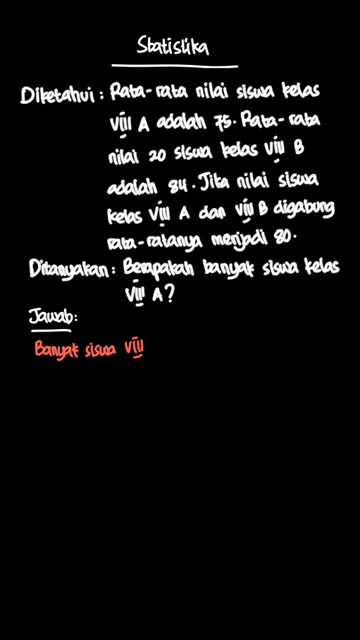 Statistika
Diketahui : Rata-rata nilai siswa kelas
VIII A adalah 75. Rata-rata
nilai 20 siswa kelas VIII B
adalah 84. Jika nilai siswa
kelas VIII A dan VIII B digabung
rata-ratanya menjadi 80.
Ditanyakan : Berapakah banyak siswa kelas
VIII A?
Jawab:
Banyak siswa VIII